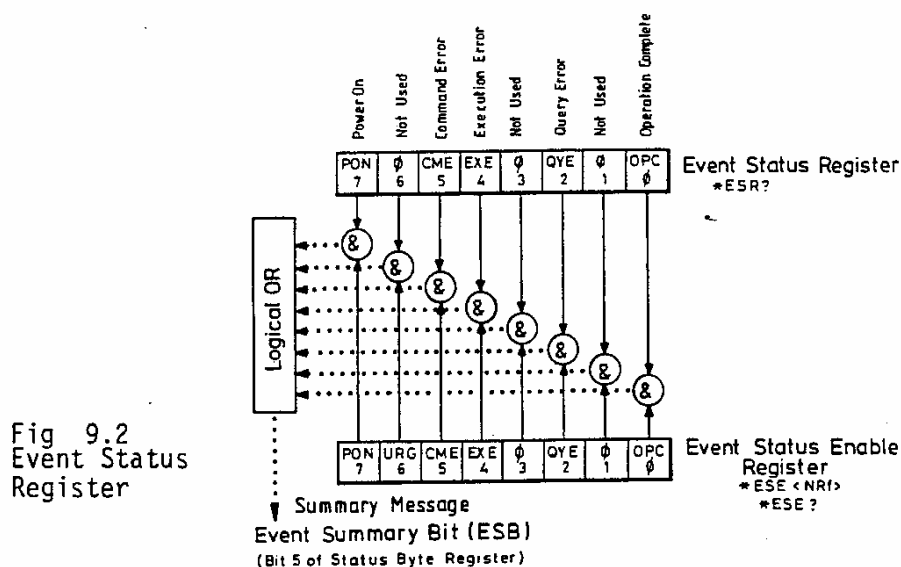 Power On
Not Used
Command Error
Execution Error
Not Used
Query Error
Not Used
Operation Complete
PON Ø CME EXE Ø QYE Ø OPC
7 6 5 4 3 2 1 Ø
Event Status Register
*ESR?
&
&
&
&
&
&
&
&
Logical OR
PON URG CME EXE Ø QYE Ø OPC
7 6 5 4 3 2 1 Ø
Event Status Enable
Register
*ESE <NRf>
*ESE ?
Fig 9.2
Event Status
Register
Summary Message
Event Summary Bit (ESB)
(Bit 5 of Status Byte Register)